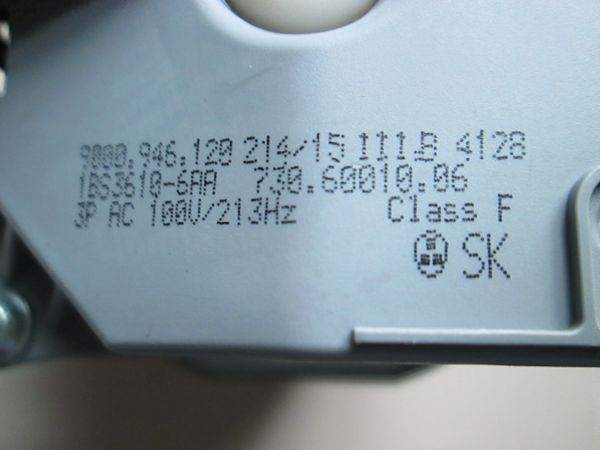 9000.946.120 214/15 III.B 4128
1BS3610-6AA 730.60010.06
3P AC 100V/213Hz Class F
SK